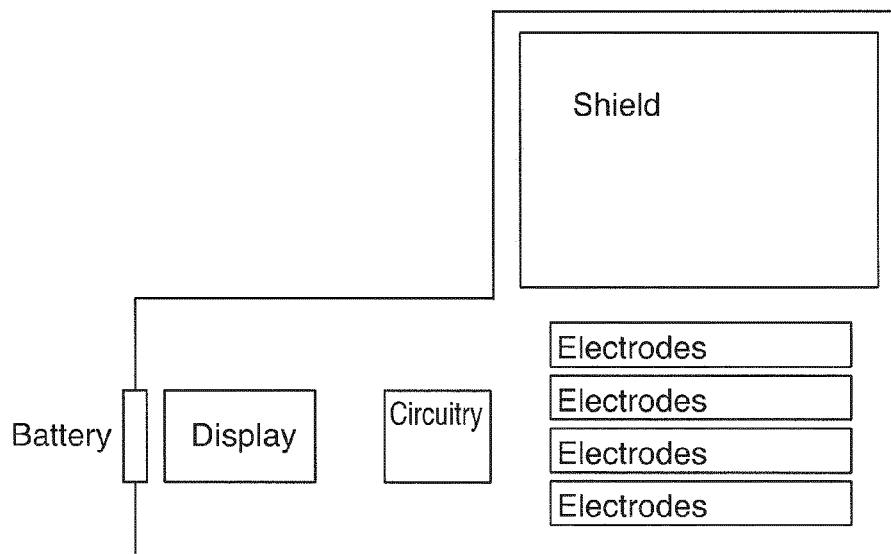 Shield
Electrodes
Electrodes
Electrodes
Electrodes
Battery
Display
Circuitry